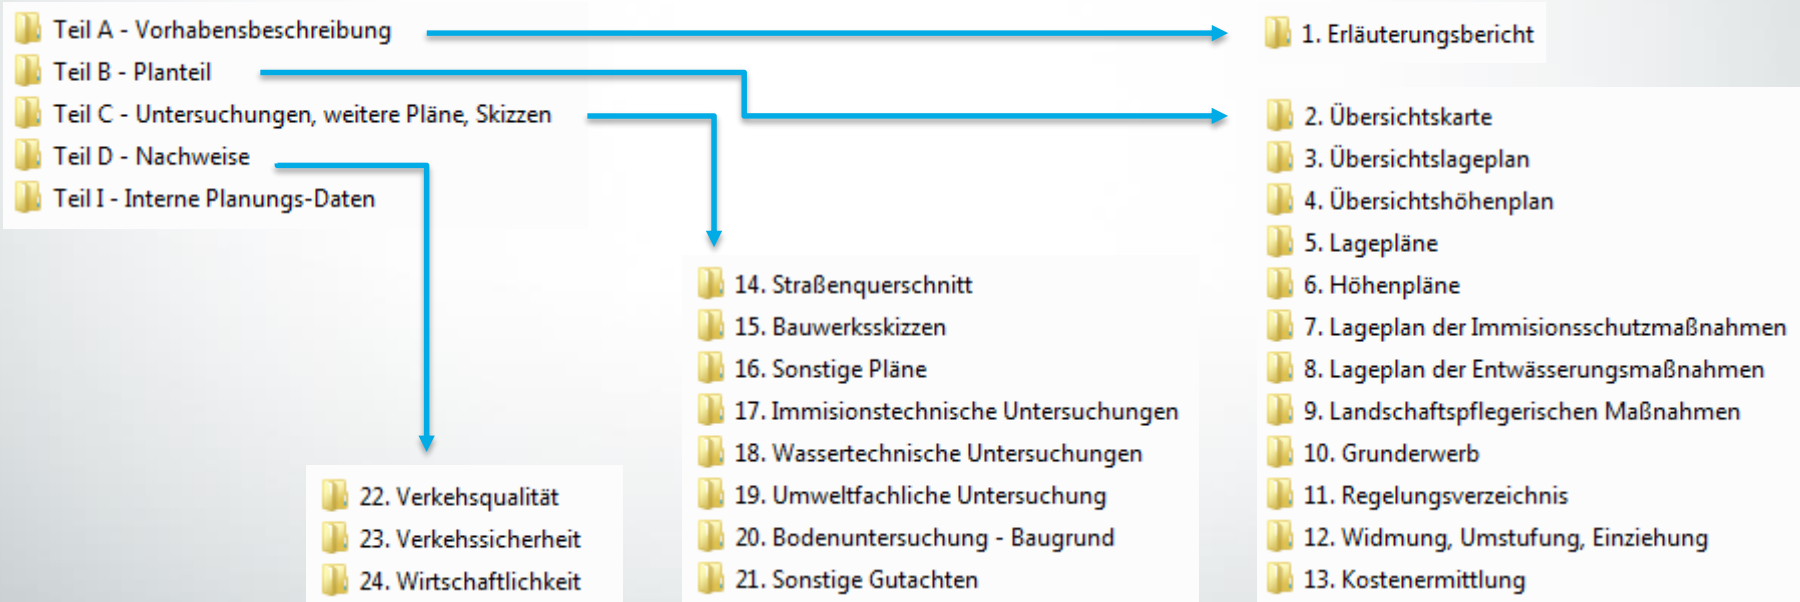 Teil A - Vorhabensbeschreibung
Teil B - Planteil
Teil C - Untersuchungen, weitere Pläne, Skizzen
Teil D - Nachweise
Teil I - Interne Planungs-Daten
1. Erläuterungsbericht
2. Übersichtskarte
3. Übersichtslageplan
4. Übersichtshöhenplan
5. Lagepläne
6. Höhenpläne
7. Lageplan der Immisionsschutzmaßnahmen
8. Lageplan der Entwässerungsmaßnahmen
9. Landschaftspflegerischen Maßnahmen
10. Grunderwerb
11. Regelungsverzeichnis
12. Widmung, Umstufung, Einziehung
13. Kostenermittlung
14. Straßenquerschnitt
15. Bauwerksskizzen
16. Sonstige Pläne
17. Immisionstechnische Untersuchungen
18. Wassertechnische Untersuchungen
19. Umweltfachliche Untersuchung
20. Bodenuntersuchung - Baugrund
21. Sonstige Gutachten
22. Verkehsqualität
23. Verkehssicherheit
24. Wirtschaftlichkeit